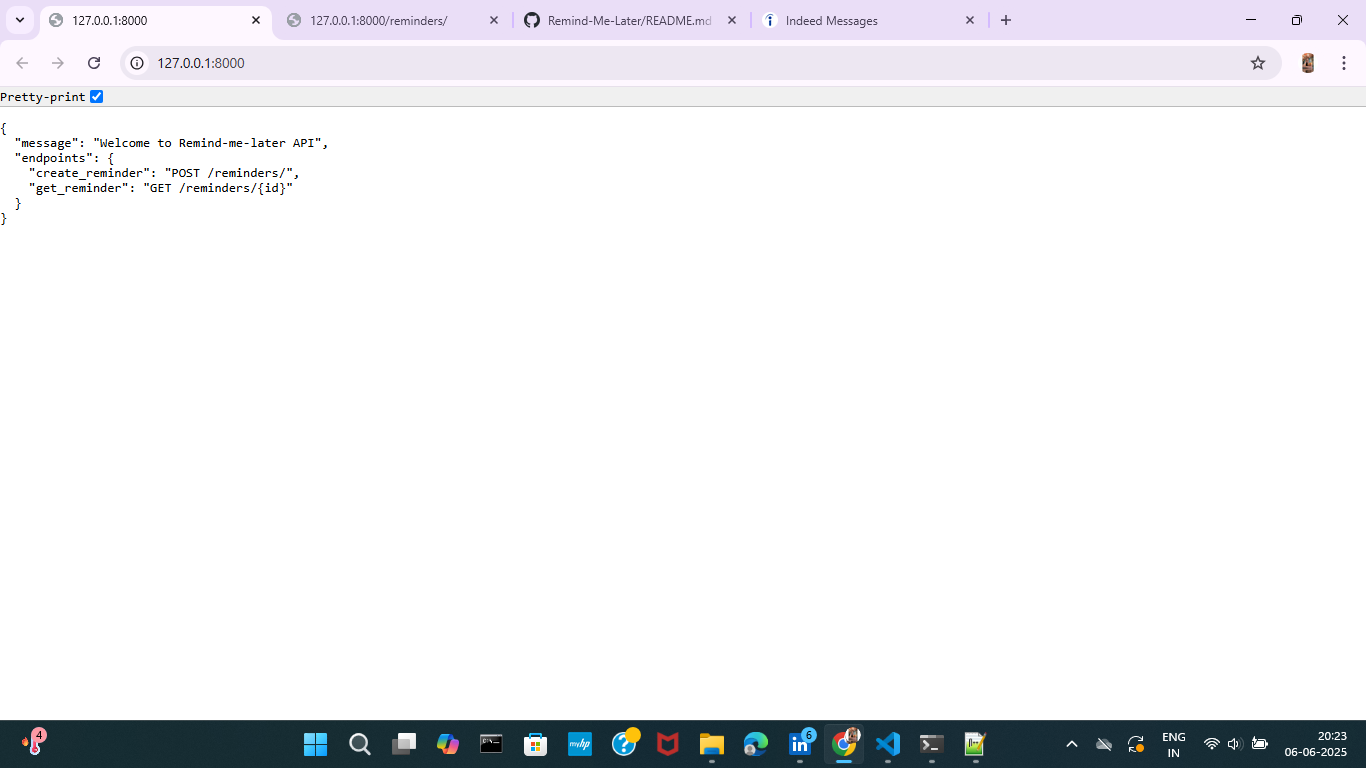 127.0.0.1:8000
127.0.0.1:8000/reminders/
Remind-Me-Later/README.md
Indeed Messages
127.0.0.1:8000
Pretty-print
{
  "message": "Welcome to Remind-me-later API",
  "endpoints": {
    "create_reminder": "POST /reminders/",
    "get_reminder": "GET /reminders/{id}"
  }
}
4
myhp
6
ENG
IN
20:23
06-06-2025